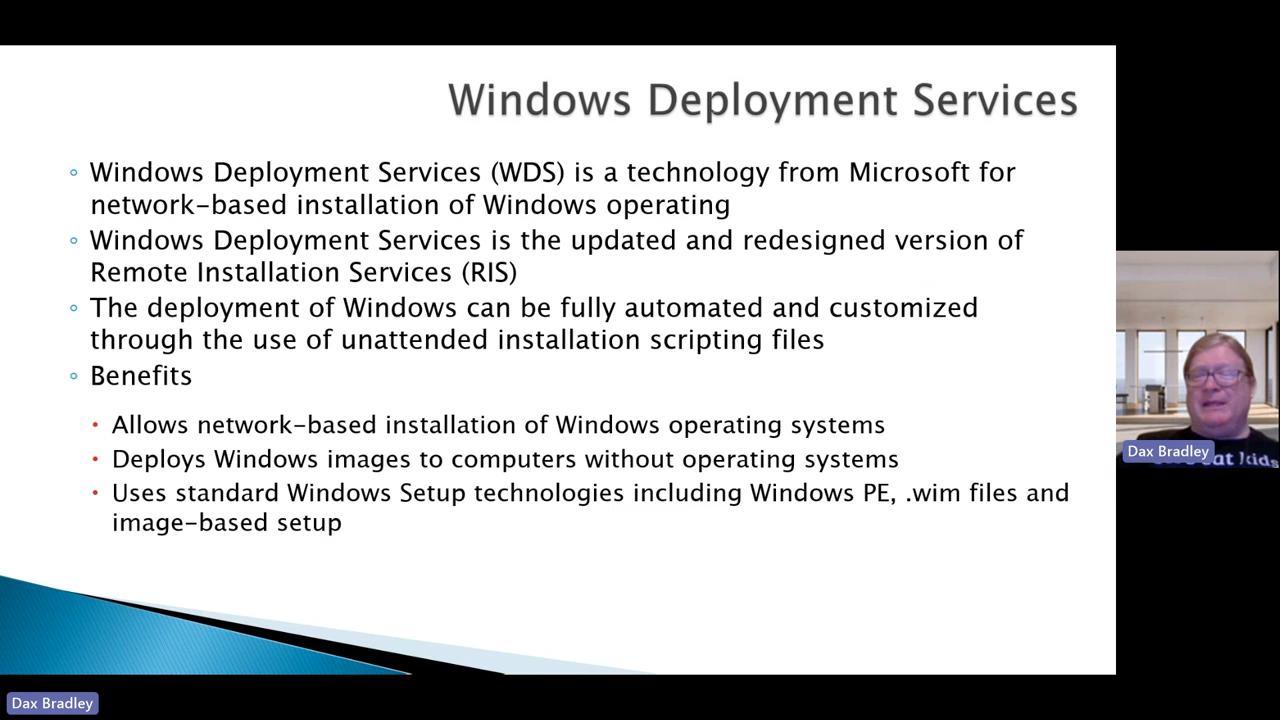 Windows Deployment Services
Windows Deployment Services (WDS) is a technology from Microsoft for
network-based installation of Windows operating
Windows Deployment Services is the updated and redesigned version of
Remote Installation Services (RIS)
The deployment of Windows can be fully automated and customized
through the use of unattended installation scripting files
Benefits
Allows network-based installation of Windows operating systems
Deploys Windows images to computers without operating systems
Uses standard Windows Setup technologies including Windows PE, .wim files and
image-based setup
Dax Bradley
kids
Dax Bradley